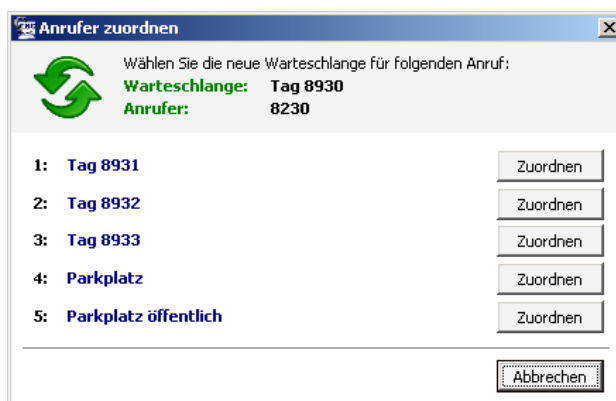 Anrufer zuordnen
Wählen Sie die neue Warteschlange für folgenden Anruf:
Warteschlange: Tag 8930
Anrufer: 8230
1: Tag 8931 Zuordnen
2: Tag 8932 Zuordnen
3: Tag 8933 Zuordnen
4: Parkplatz Zuordnen
5: Parkplatz öffentlich Zuordnen
Abbrechen